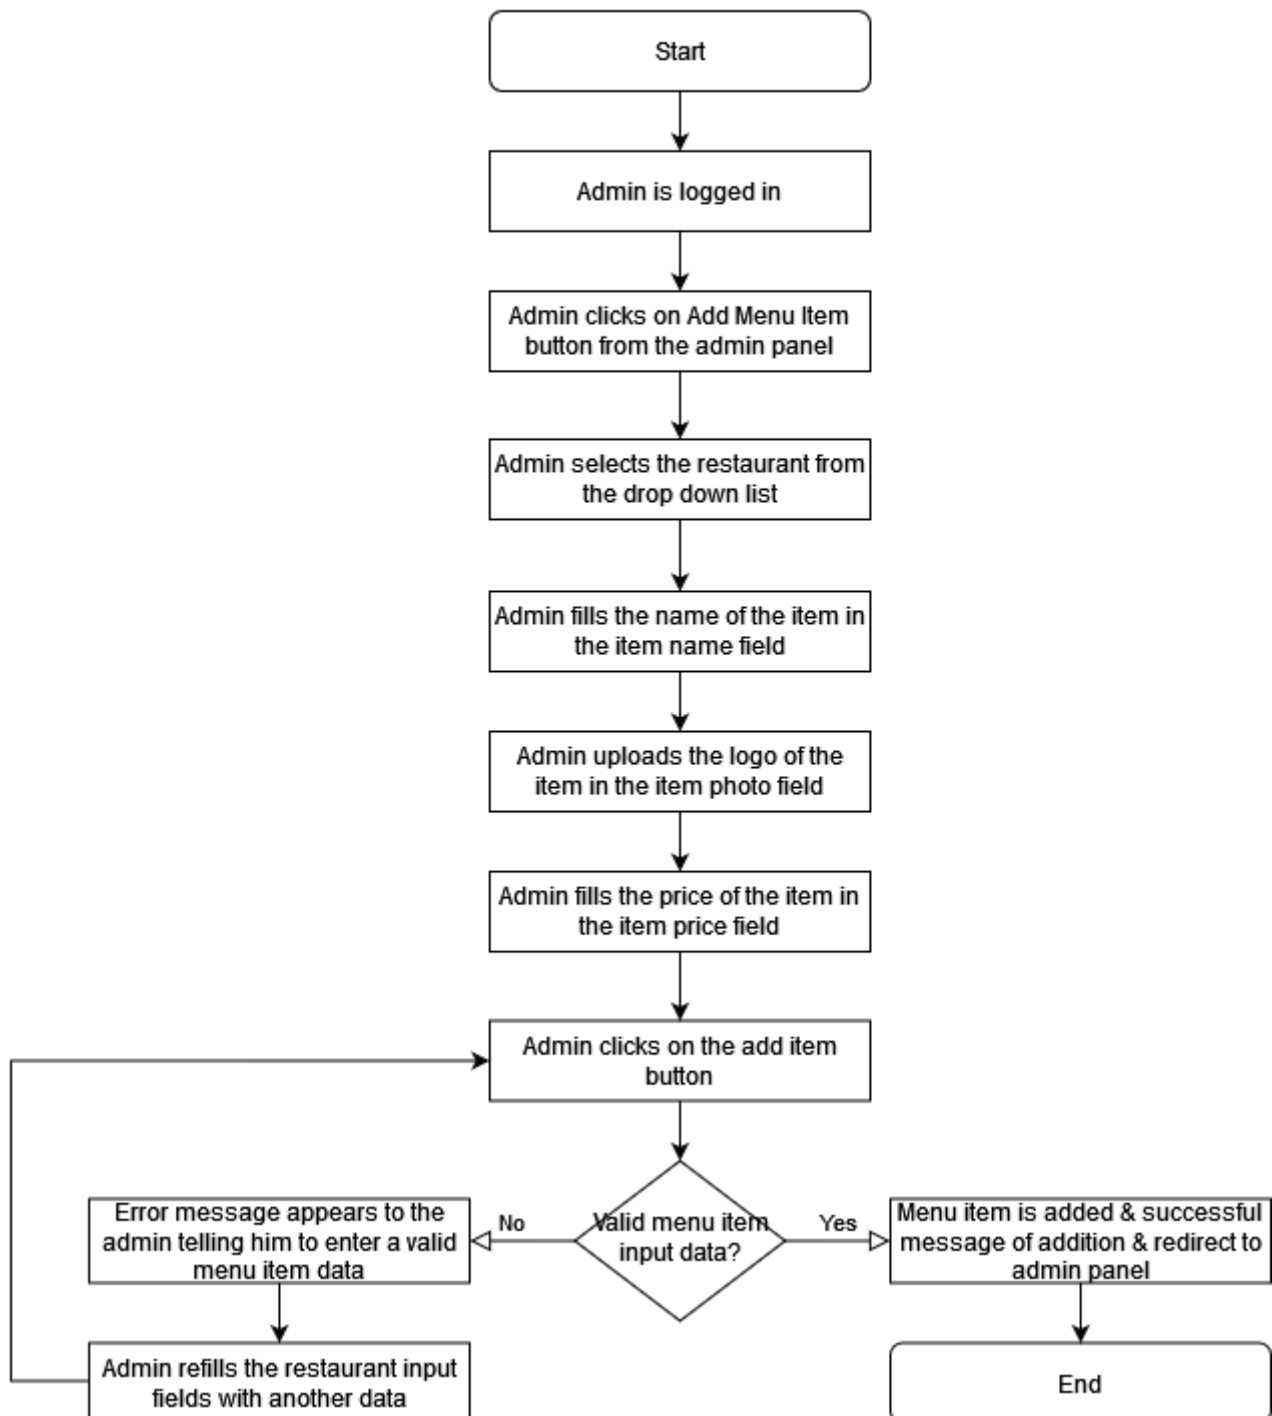 Start
Admin is logged in
Admin clicks on Add Menu Item
button from the admin panel
Admin selects the restaurant from
the drop down list
Admin fills the name of the item in
the item name field
Admin uploads the logo of the
item in the item photo field
Admin fills the price of the item in
the item price field
Admin clicks on the add item
button
Valid menu item
input data?
No
Error message appears to the
admin telling him to enter a valid
menu item data
Admin refills the restaurant input
fields with another data
Yes
Menu item is added & successful
message of addition & redirect to
admin panel
End